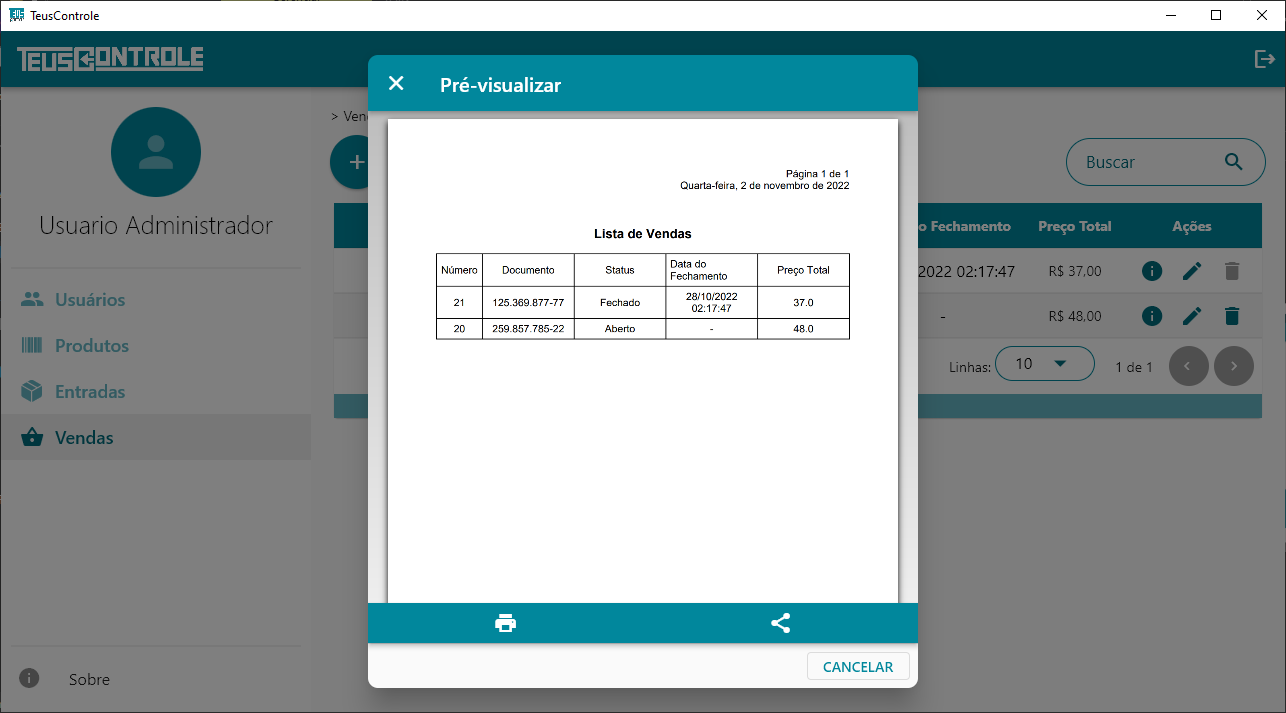 TeusControle
TEUSCONTROLE
Usuario Administrador
Usuários
Produtos
Entradas
Vendas
Sobre
Pré-visualizar
Página 1 de 1
Quarta-feira, 2 de novembro de 2022
Lista de Vendas
Número Documento Status Data do Fechamento Preço Total
21 125.369.877-77 Fechado 28/10/2022 02:17:47 37.0
20 259.857.785-22 Aberto - 48.0
CANCELAR
Buscar
Fechamento Preço Total Ações
2022 02:17:47 R$ 37,00
- R$ 48,00
Linhas: 10 1 de 1